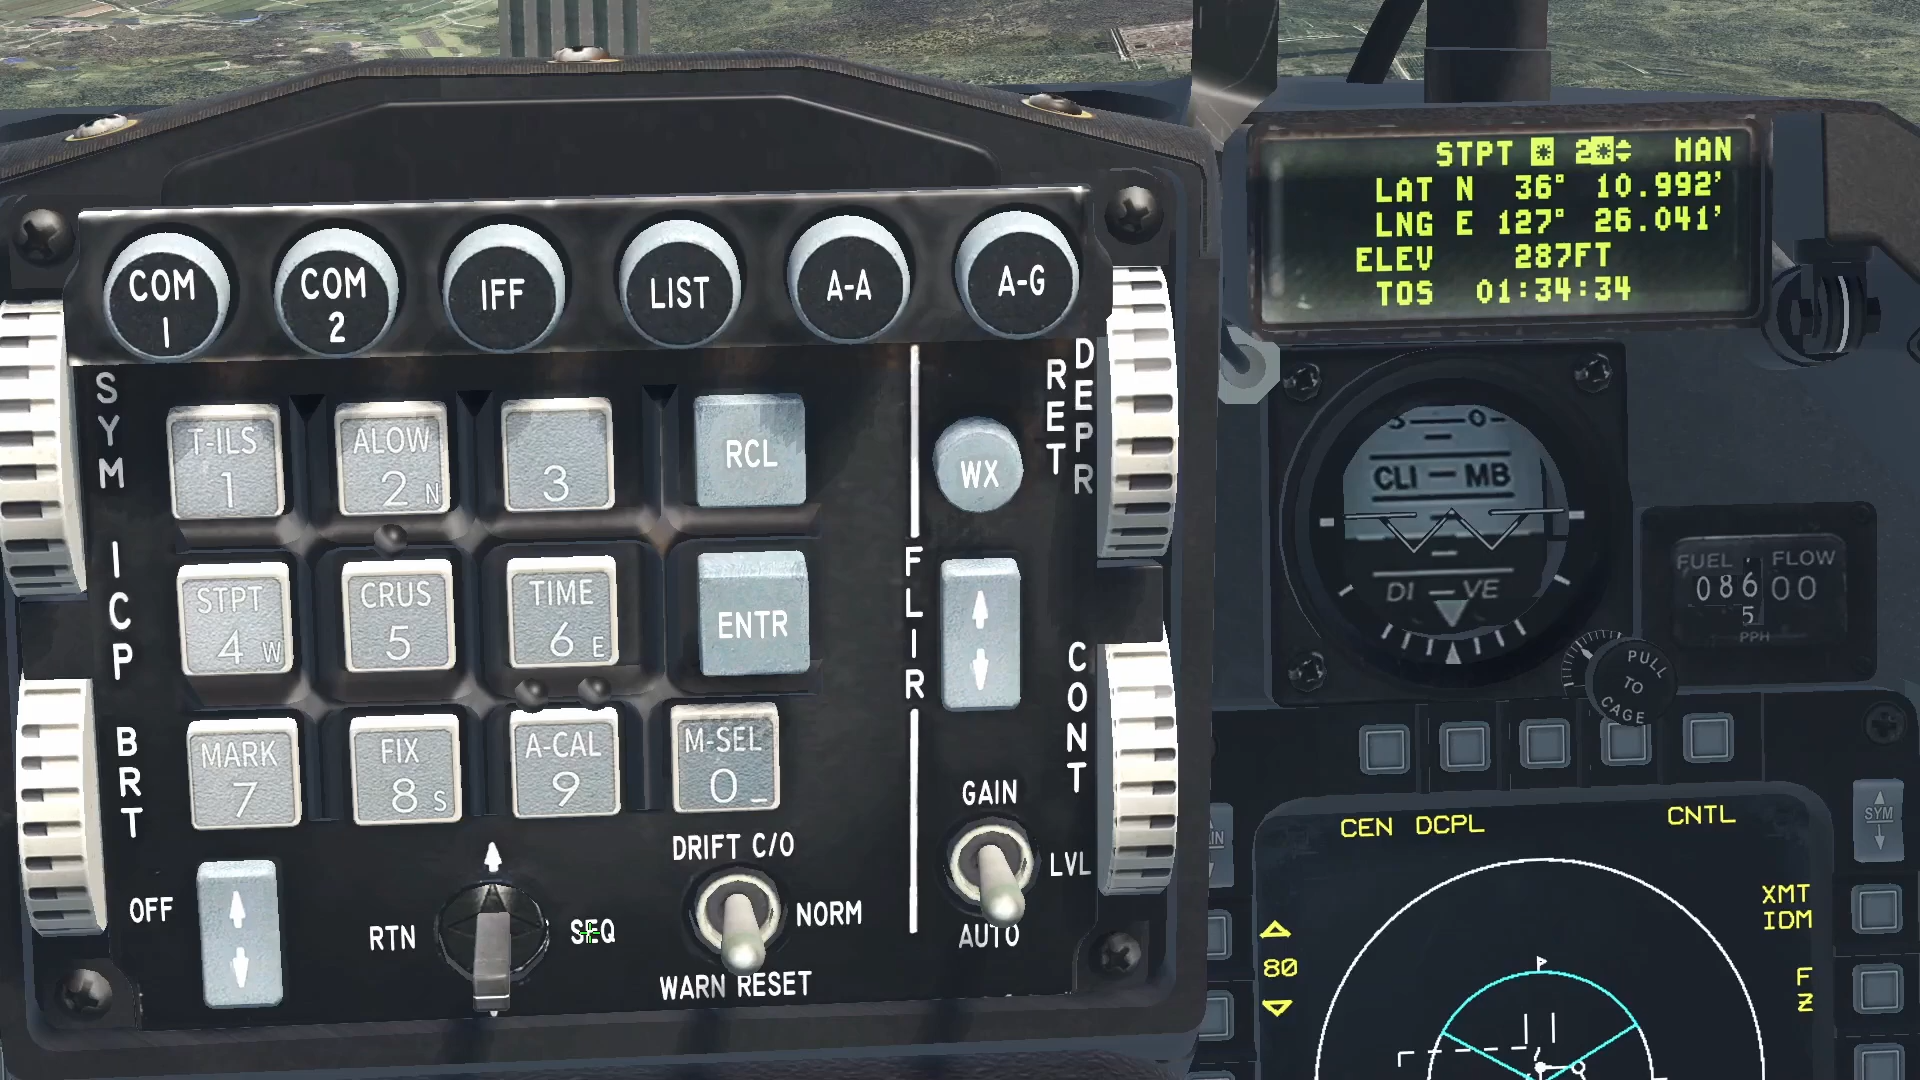 COM 1
COM 2
IFF
LIST
A-A
A-G
SYM
ICP
BRT
T-ILS 1
ALOW 2 N
3
RCL
STPT 4 W
CRUS 5
TIME 6 E
ENTR
MARK 7
FIX 8 S
A-CAL 9
M-SEL 0 –
FLIR
WX
RET
DEPR
CONT
GAIN
LVL
AUTO
OFF
RTN
SEQ
DRIFT C/O
NORM
WARN RESET
STPT * 2* MAN
LAT N 36° 10.992'
LNG E 127° 26.041'
ELEV 287FT
TOS 01:34:34
CLI — MB
DI — VE
PULL
TO
CAGE
FUEL FLOW
08600
5
PPH
CEN DCPL CNTL
SYM
XMT
IDM
80
F
Z